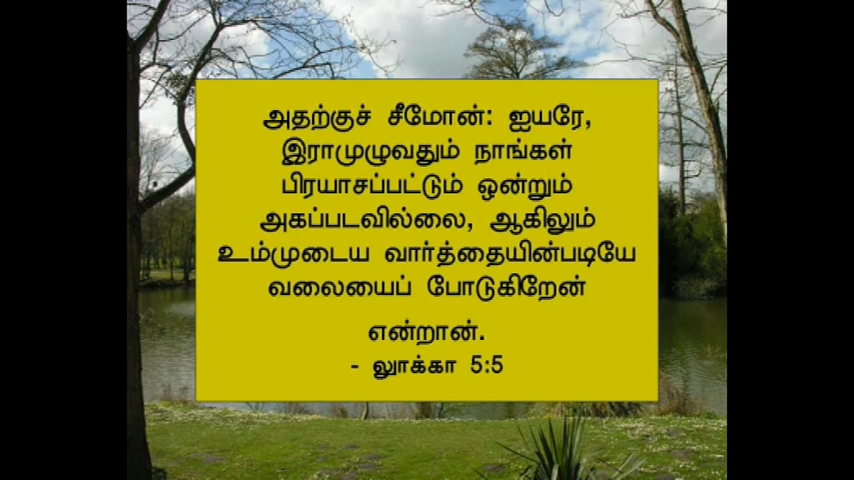 அதற்குச் சீமோன்: ஐயரே,
இராமுழுவதும் நாங்கள்
பிரயாசப்பட்டும் ஒன்றும்
அகப்படவில்லை, ஆகிலும்
உம்முடைய வார்த்தையின்படியே
வலையைப் போடுகிறேன்
என்றான்.
- லூக்கா 5:5